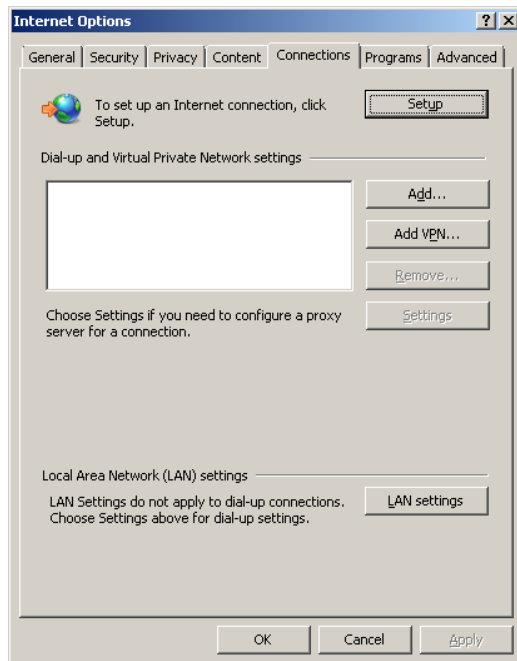 Internet Options
General Security Privacy Content Connections Programs Advanced
To set up an Internet connection, click
Setup.
Setup
Dial-up and Virtual Private Network settings
Add...
Add VPN...
Remove...
Choose Settings if you need to configure a proxy
server for a connection.
Settings
Local Area Network (LAN) settings
LAN Settings do not apply to dial-up connections.
Choose Settings above for dial-up settings.
LAN settings
OK Cancel Apply